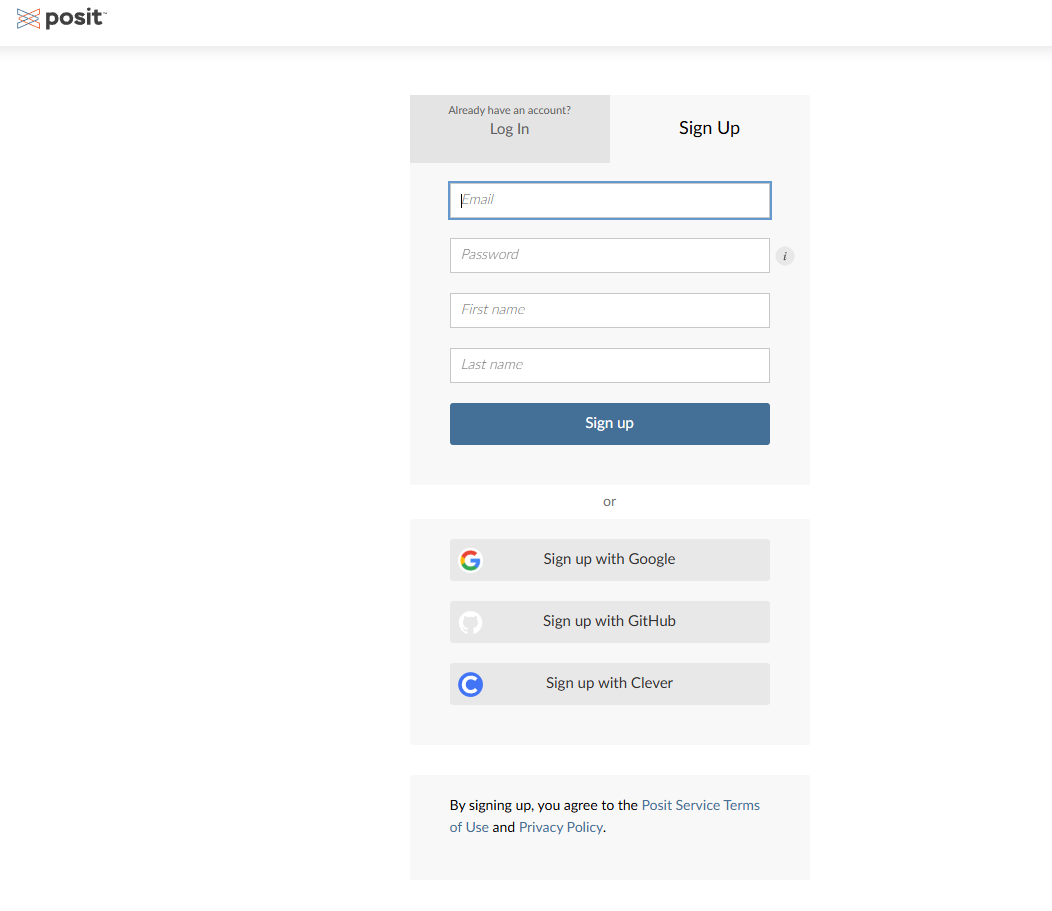 posit™
Already have an account?
Log In
Sign Up
Email
Password
i
First name
Last name
Sign up
or
Sign up with Google
Sign up with GitHub
Sign up with Clever
By signing up, you agree to the Posit Service Terms
of Use and Privacy Policy.